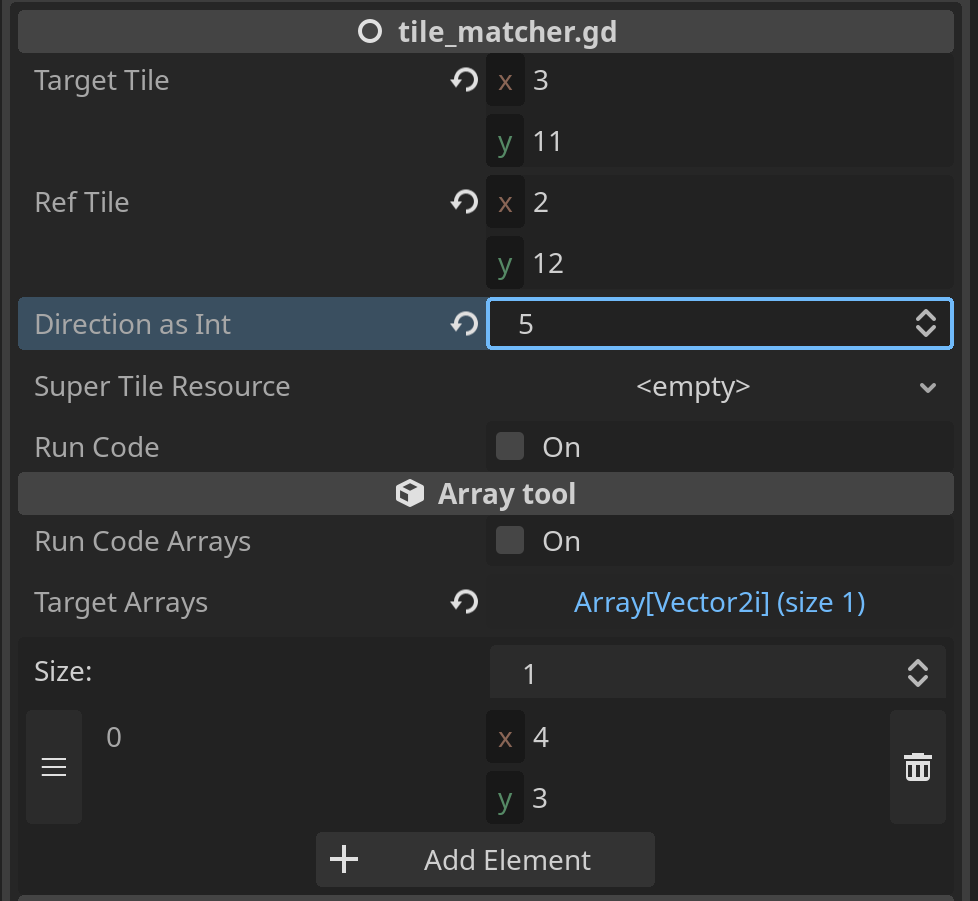 tile_matcher.gd
Target Tile x 3
y 11
Ref Tile x 2
y 12
Direction as Int 5
Super Tile Resource <empty>
Run Code On
Array tool
Run Code Arrays On
Target Arrays Array[Vector2i] (size 1)
Size: 1
0 x 4
y 3
Add Element